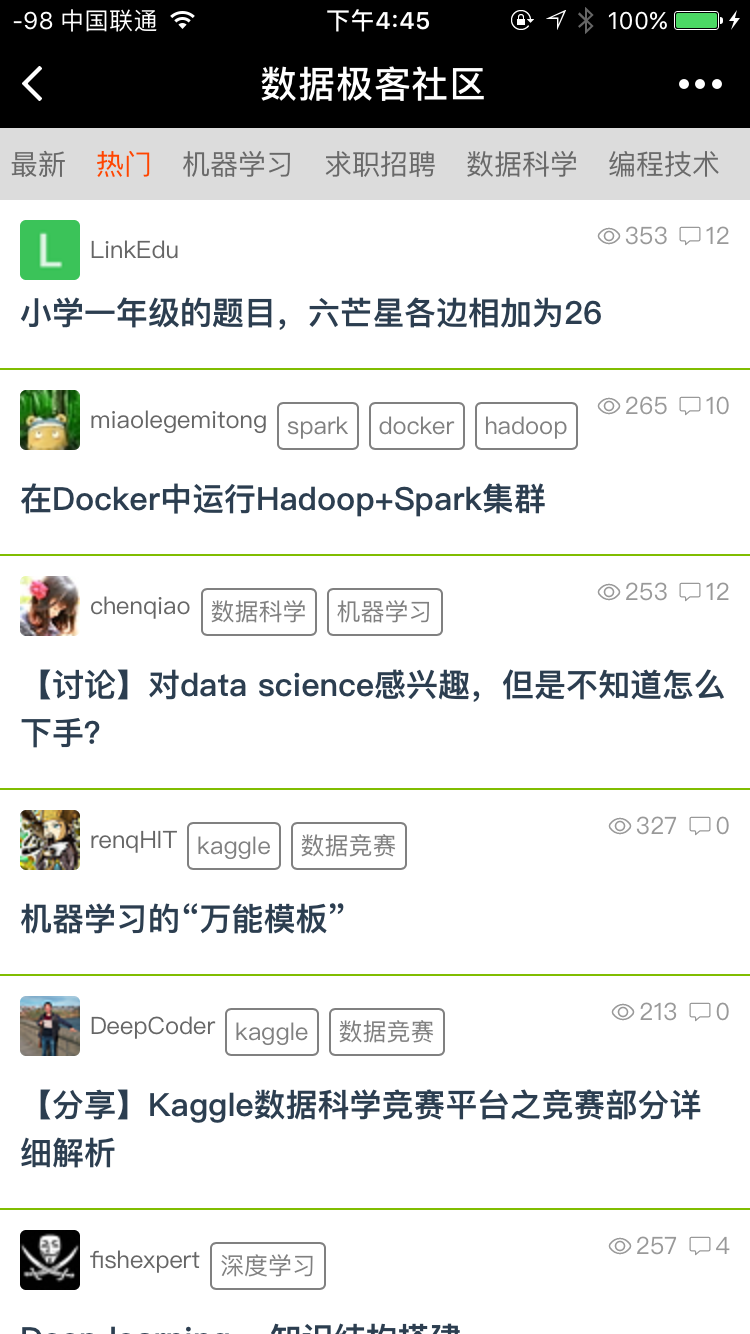 -98 中国联通 下午4:45 100%
数据极客社区
最新 热门 机器学习 求职招聘 数据科学 编程技术
L LinkEdu 353 12
小学一年级的题目，六芒星各边相加为26
miaolegemitong spark docker hadoop 265 10
在Docker中运行Hadoop+Spark集群
chenqiao 数据科学 机器学习 253 12
【讨论】对data science感兴趣，但是不知道怎么
下手?
renqHIT kaggle 数据竞赛 327 0
机器学习的“万能模板”
DeepCoder kaggle 数据竞赛 213 0
【分享】Kaggle数据科学竞赛平台之竞赛部分详
细解析
fishexpert 深度学习 257 4
Deep learning 知识结构搭建